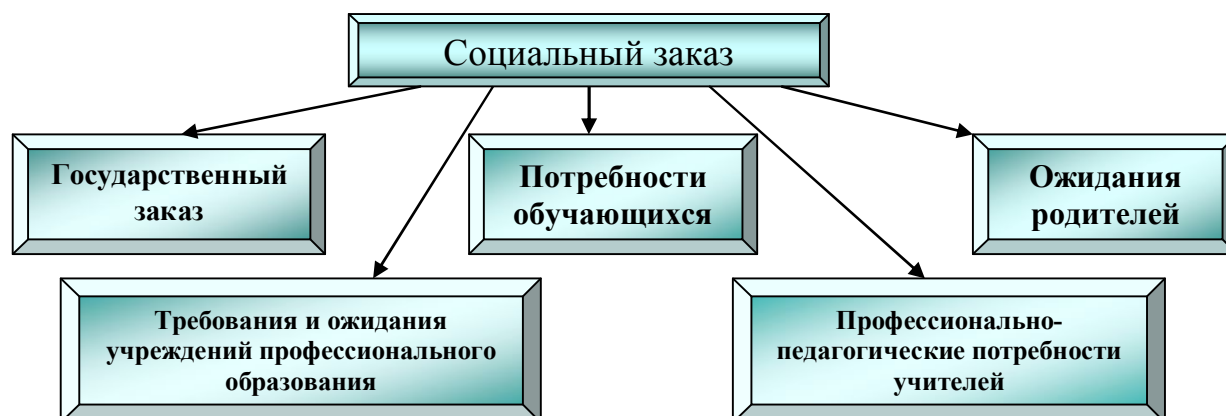 Социальный заказ
Государственный
заказ
Потребности
обучающихся
Ожидания
родителей
Требования и ожидания
учреждений профессионального
образования
Профессионально-
педагогические потребности
учителей